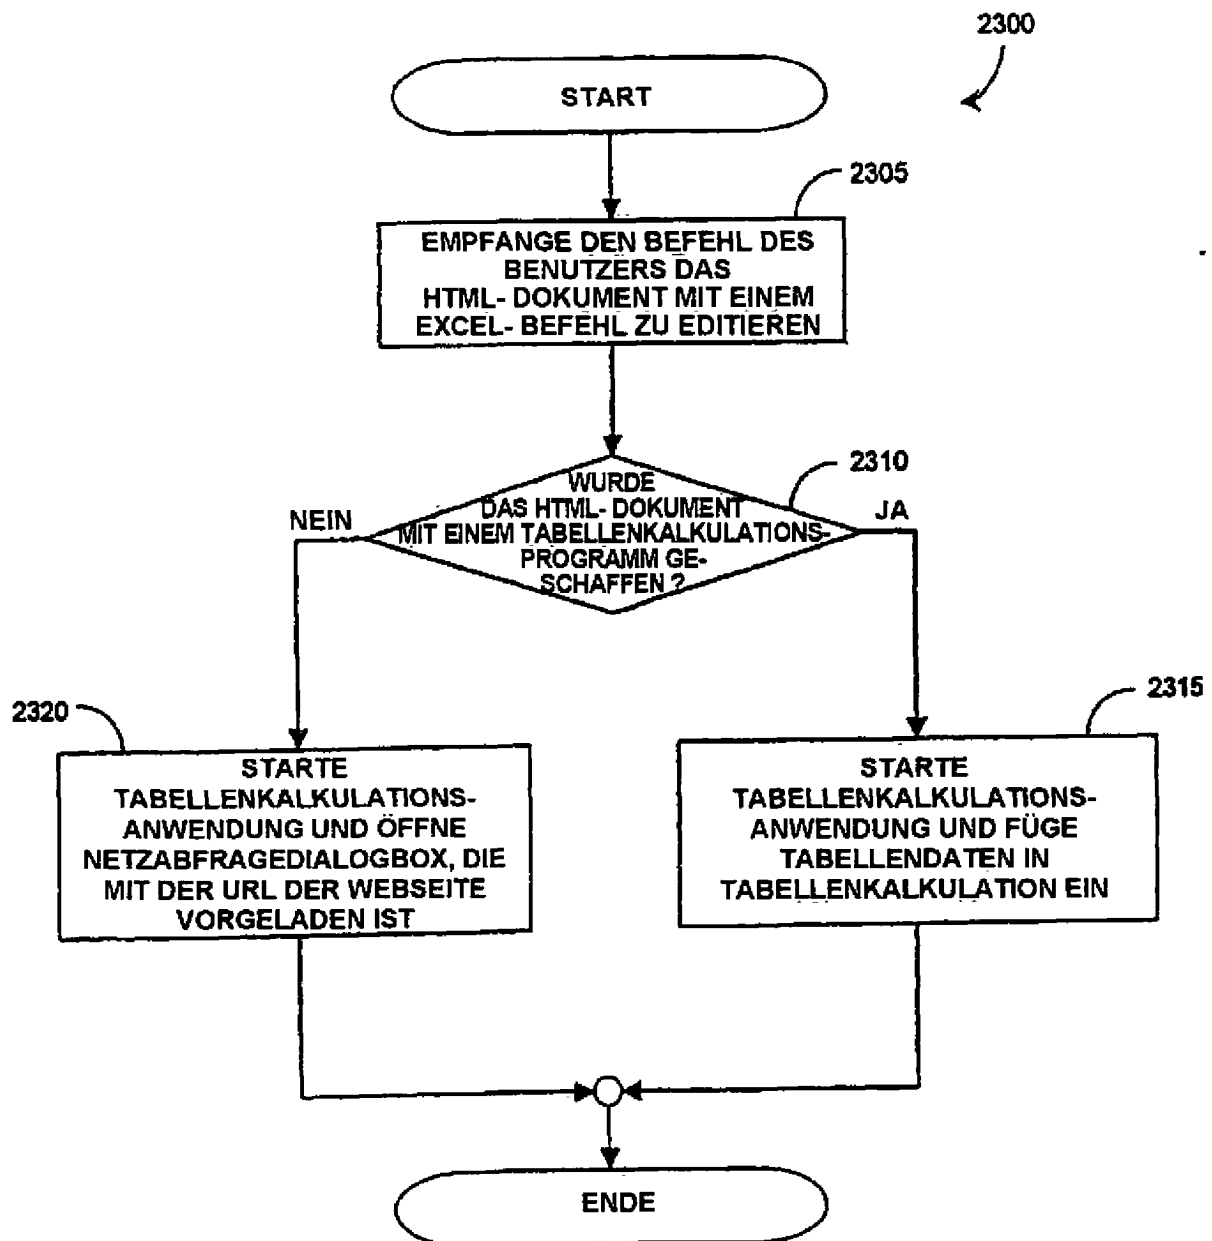 2300
START
2305
EMPFANGE DEN BEFEHL DES
BENUTZERS DAS
HTML- DOKUMENT MIT EINEM
EXCEL- BEFEHL ZU EDITIEREN
2310
WURDE
DAS HTML- DOKUMENT
MIT EINEM TABELLENKALKULATIONS-
PROGRAMM GE-
SCHAFFEN ?
NEIN
JA
2320
STARTE
TABELLENKALKULATIONS-
ANWENDUNG UND ÖFFNE
NETZABFRAGEDIALOGBOX, DIE
MIT DER URL DER WEBSEITE
VORGELADEN IST
2315
STARTE
TABELLENKALKULATIONS-
ANWENDUNG UND FÜGE
TABELLENDATEN IN
TABELLENKALKULATION EIN
ENDE